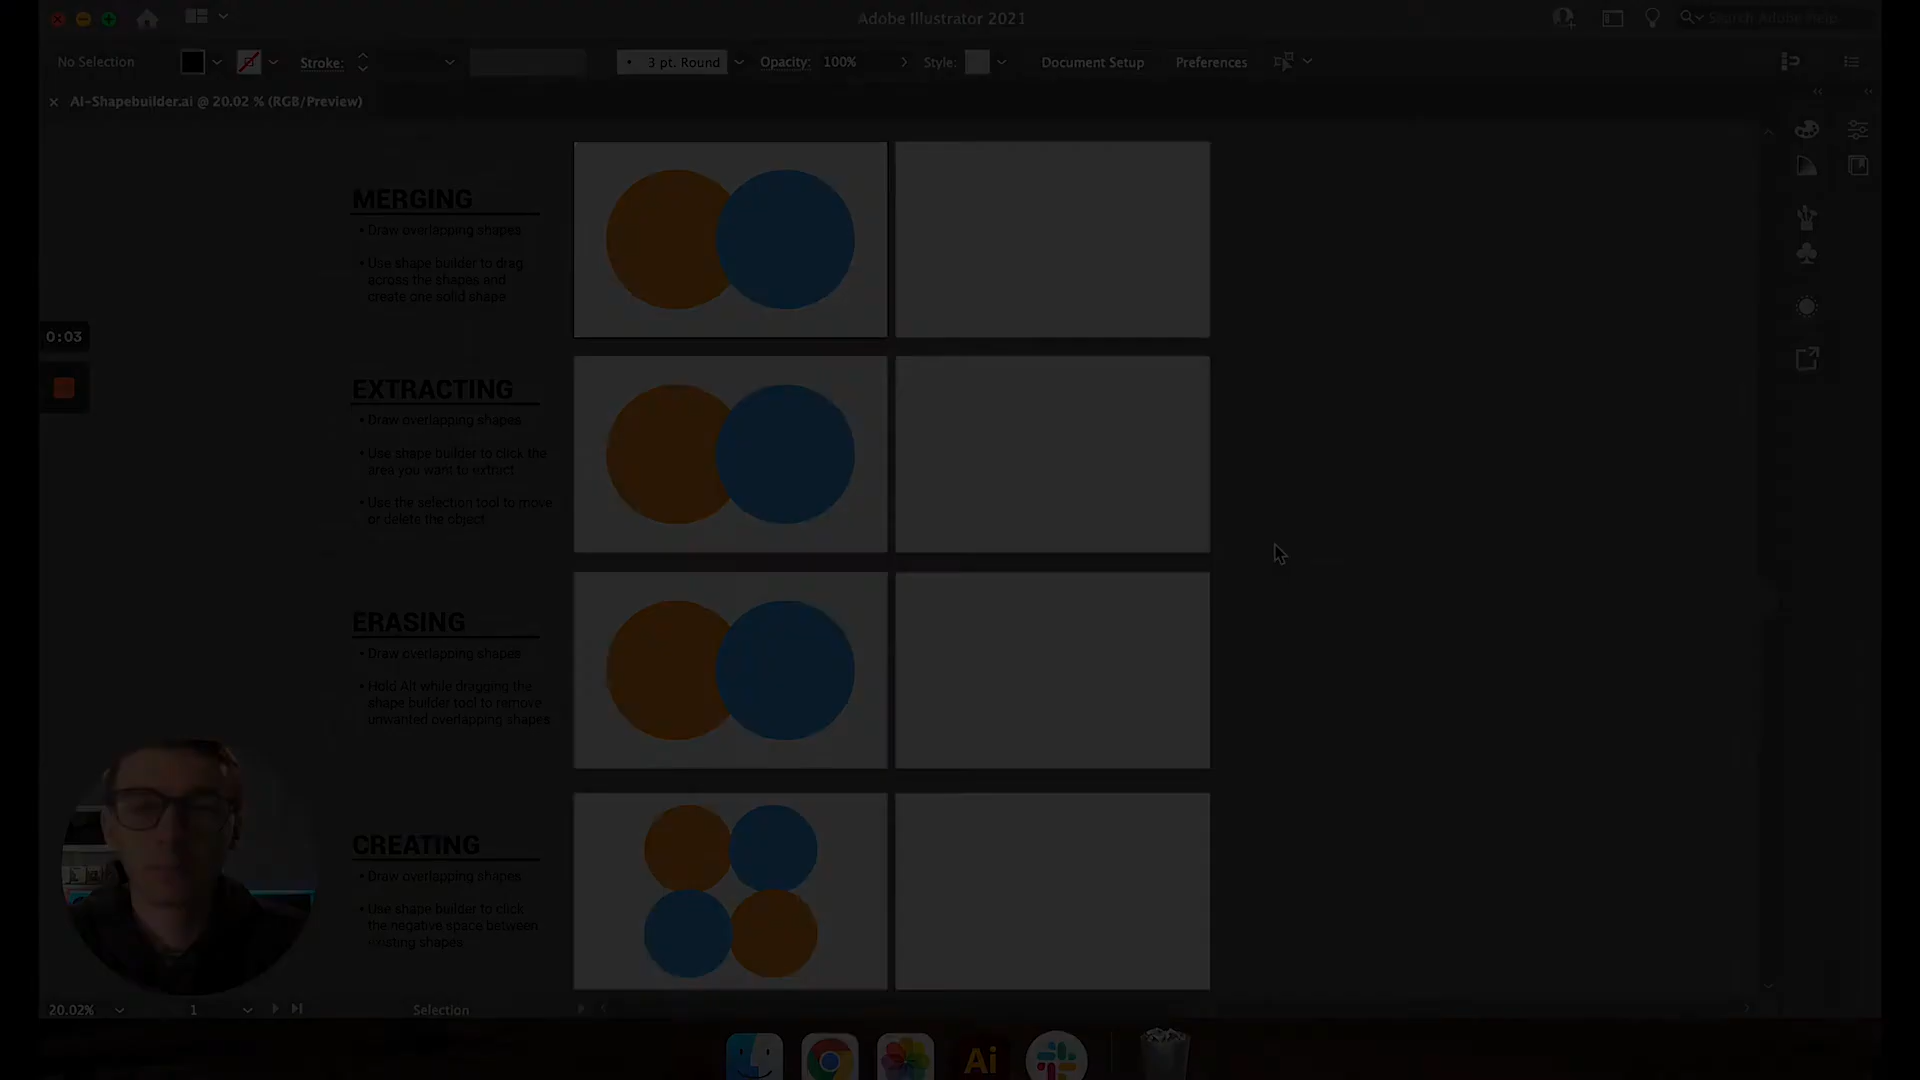 Adobe Illustrator 2021
Search Adobe Help
No Selection
Stroke:
• 3 pt. Round
Opacity: 100%
Style:
Document Setup
Preferences
× AI-Shapebuilder.ai @ 20.02 % (RGB/Preview)
MERGING
• Draw overlapping shapes
• Use shape builder to drag
across the shapes and
create one solid shape
0:03
EXTRACTING
• Draw overlapping shapes
• Use shape builder to click the
area you want to extract
• Use the selection tool to move
or delete the object
ERASING
• Draw overlapping shapes
• Hold Alt while dragging the
shape builder tool to remove
unwanted overlapping shapes
CREATING
• Draw overlapping shapes
• Use shape builder to click
the negative space between
existing shapes
20.02%
1
Selection
Ai